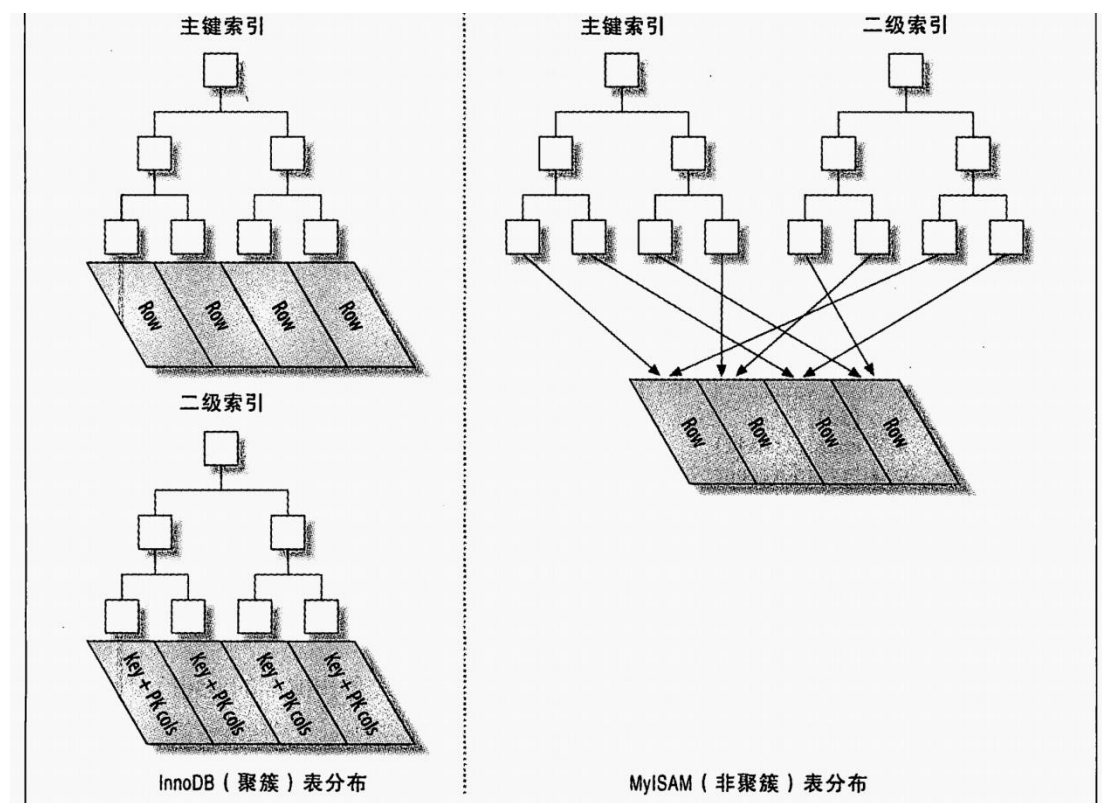 主键索引
Row
Row
Row
Row
二级索引
Key + PK cols
Key + PK cols
Key + PK cols
Key + PK cols
InnoDB（聚簇）表分布
主键索引
二级索引
Row
Row
Row
Row
MyISAM（非聚簇）表分布